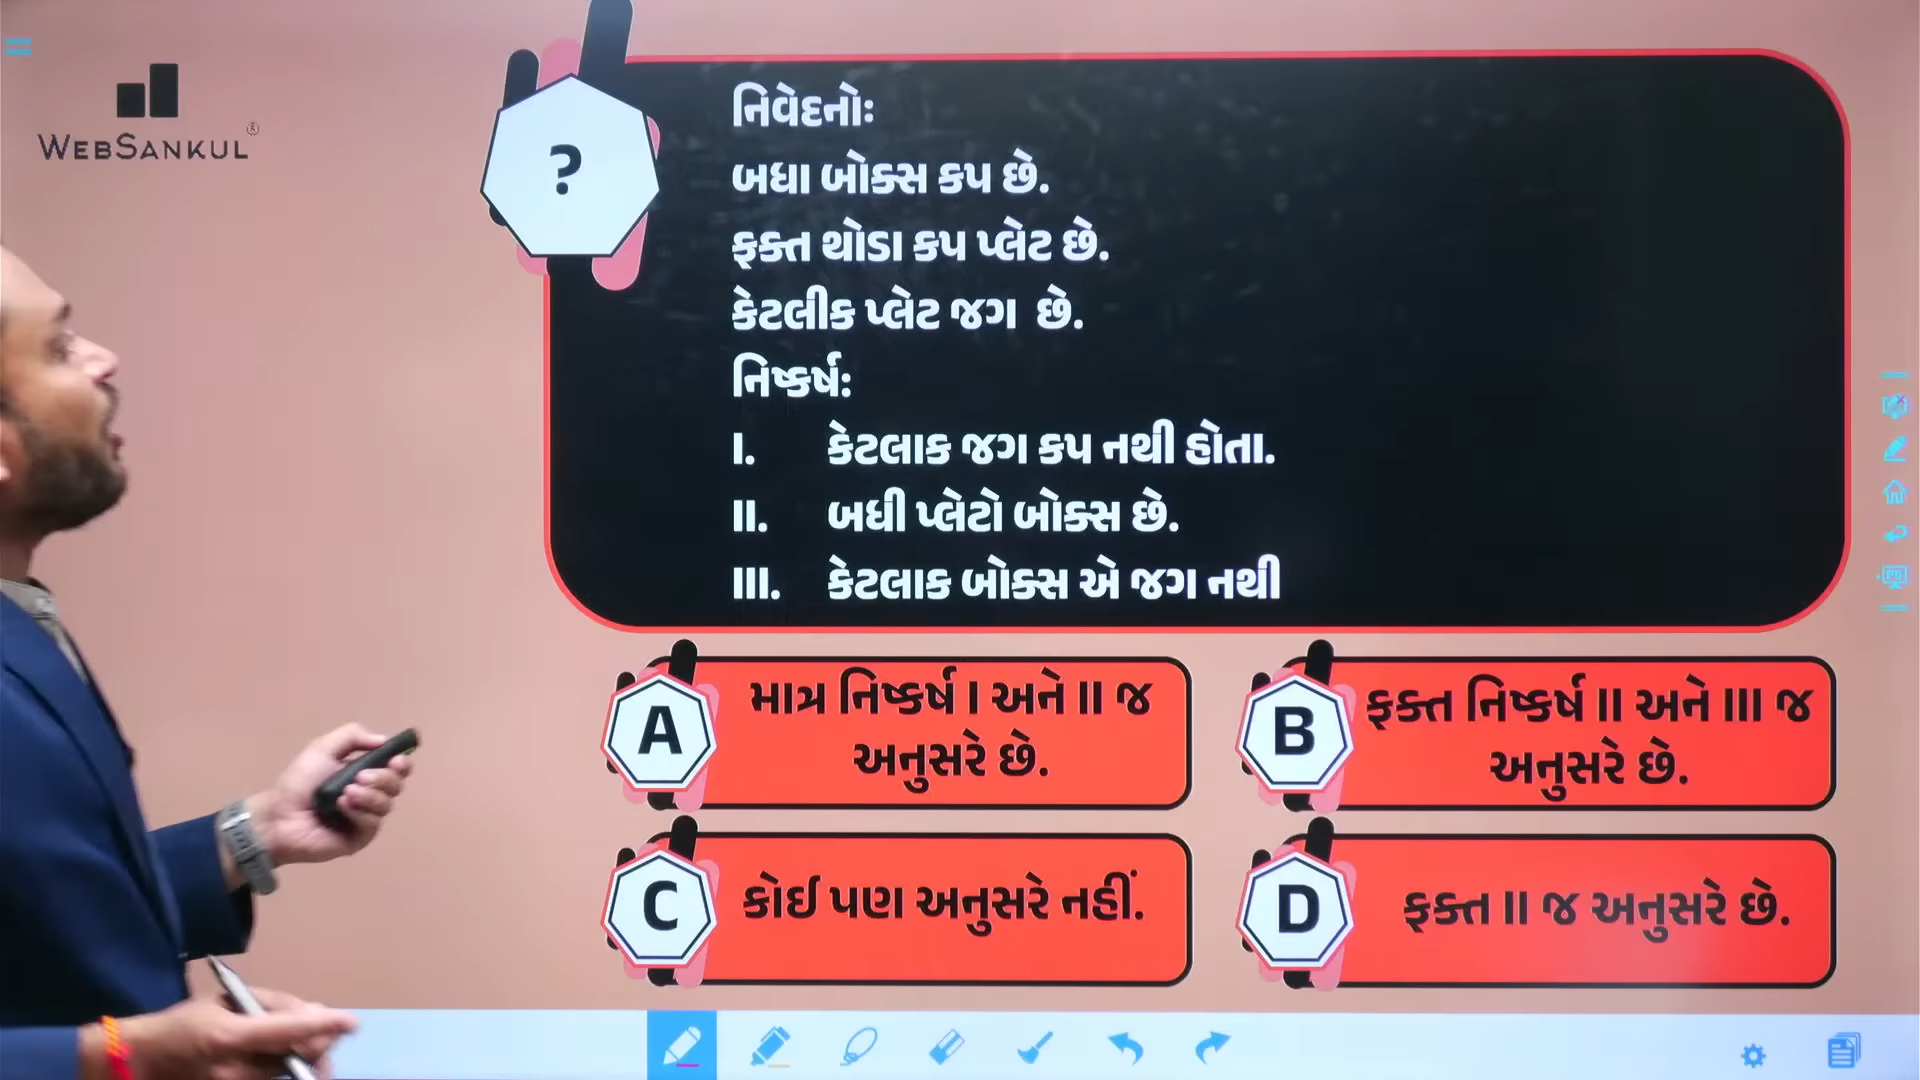 WEBSANKUL
®
?
નિવેદનોઃ
બધા બોક્સ કપ છે.
ફક્ત થોડા કપ પ્લેટ છે.
કેટલીક પ્લેટ જગ છે.
નિષ્કર્ષ:
I. કેટલાક જગ કપ નથી હોતા.
II. બધી પ્લેટો બોક્સ છે.
III. કેટલાક બોક્સ એ જગ નથી
A માત્ર નિષ્કર્ષ I અને II જ
અનુસરે છે.
B ફક્ત નિષ્કર્ષ II અને III જ
અનુસરે છે.
C કોઈ પણ અનુસરે નહીં.
D ફક્ત II જ અનુસરે છે.